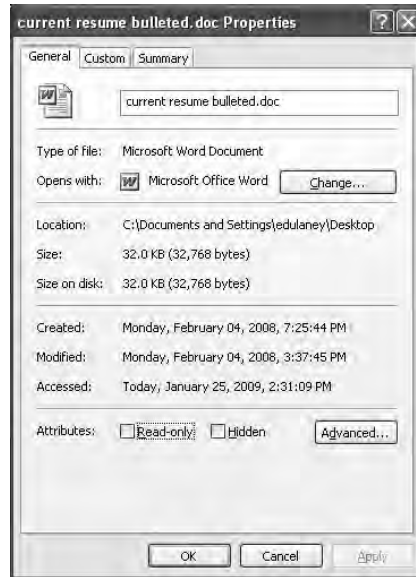 current resume bulleted.doc Properties
General Custom Summary
current resume bulleted.doc
Type of file: Microsoft Word Document
Opens with: Microsoft Office Word Change...
Location: C:\Documents and Settings\edulaney\Desktop
Size: 32.0 KB (32,768 bytes)
Size on disk: 32.0 KB (32,768 bytes)
Created: Monday, February 04, 2008, 7:25:44 PM
Modified: Monday, February 04, 2008, 3:37:45 PM
Accessed: Today, January 25, 2009, 2:31:09 PM
Attributes: Read-only Hidden Advanced...
OK Cancel Apply